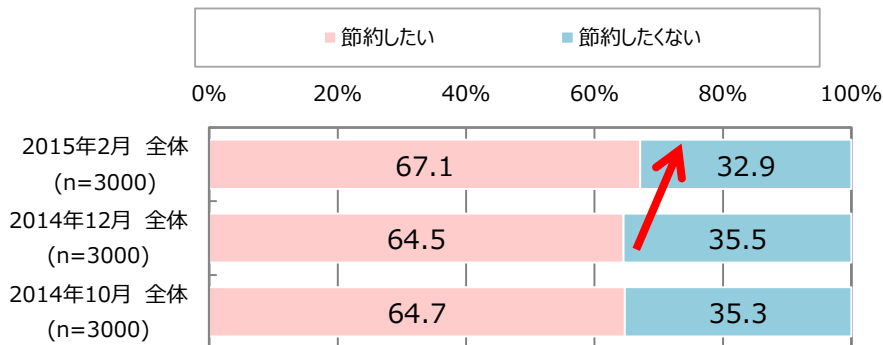 節約したい 節約したくない
0% 20% 40% 60% 80% 100%
2015年2月 全体
(n=3000)
67.1 32.9
2014年12月 全体
(n=3000)
64.5 35.5
2014年10月 全体
(n=3000)
64.7 35.3